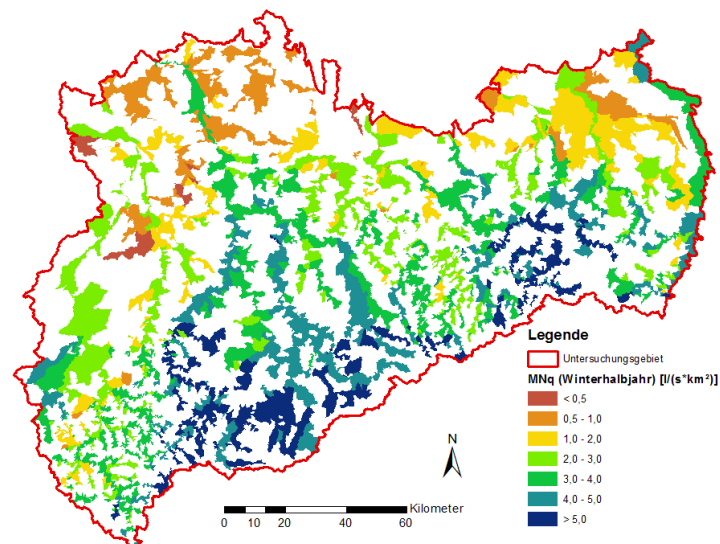 Legende
Untersuchungsgebiet
MNq (Winterhalbjahr) [l/(s*km²)]
< 0,5
0,5 - 1,0
1,0 - 2,0
2,0 - 3,0
3,0 - 4,0
4,0 - 5,0
> 5,0
N
Kilometer
0 10 20 40 60